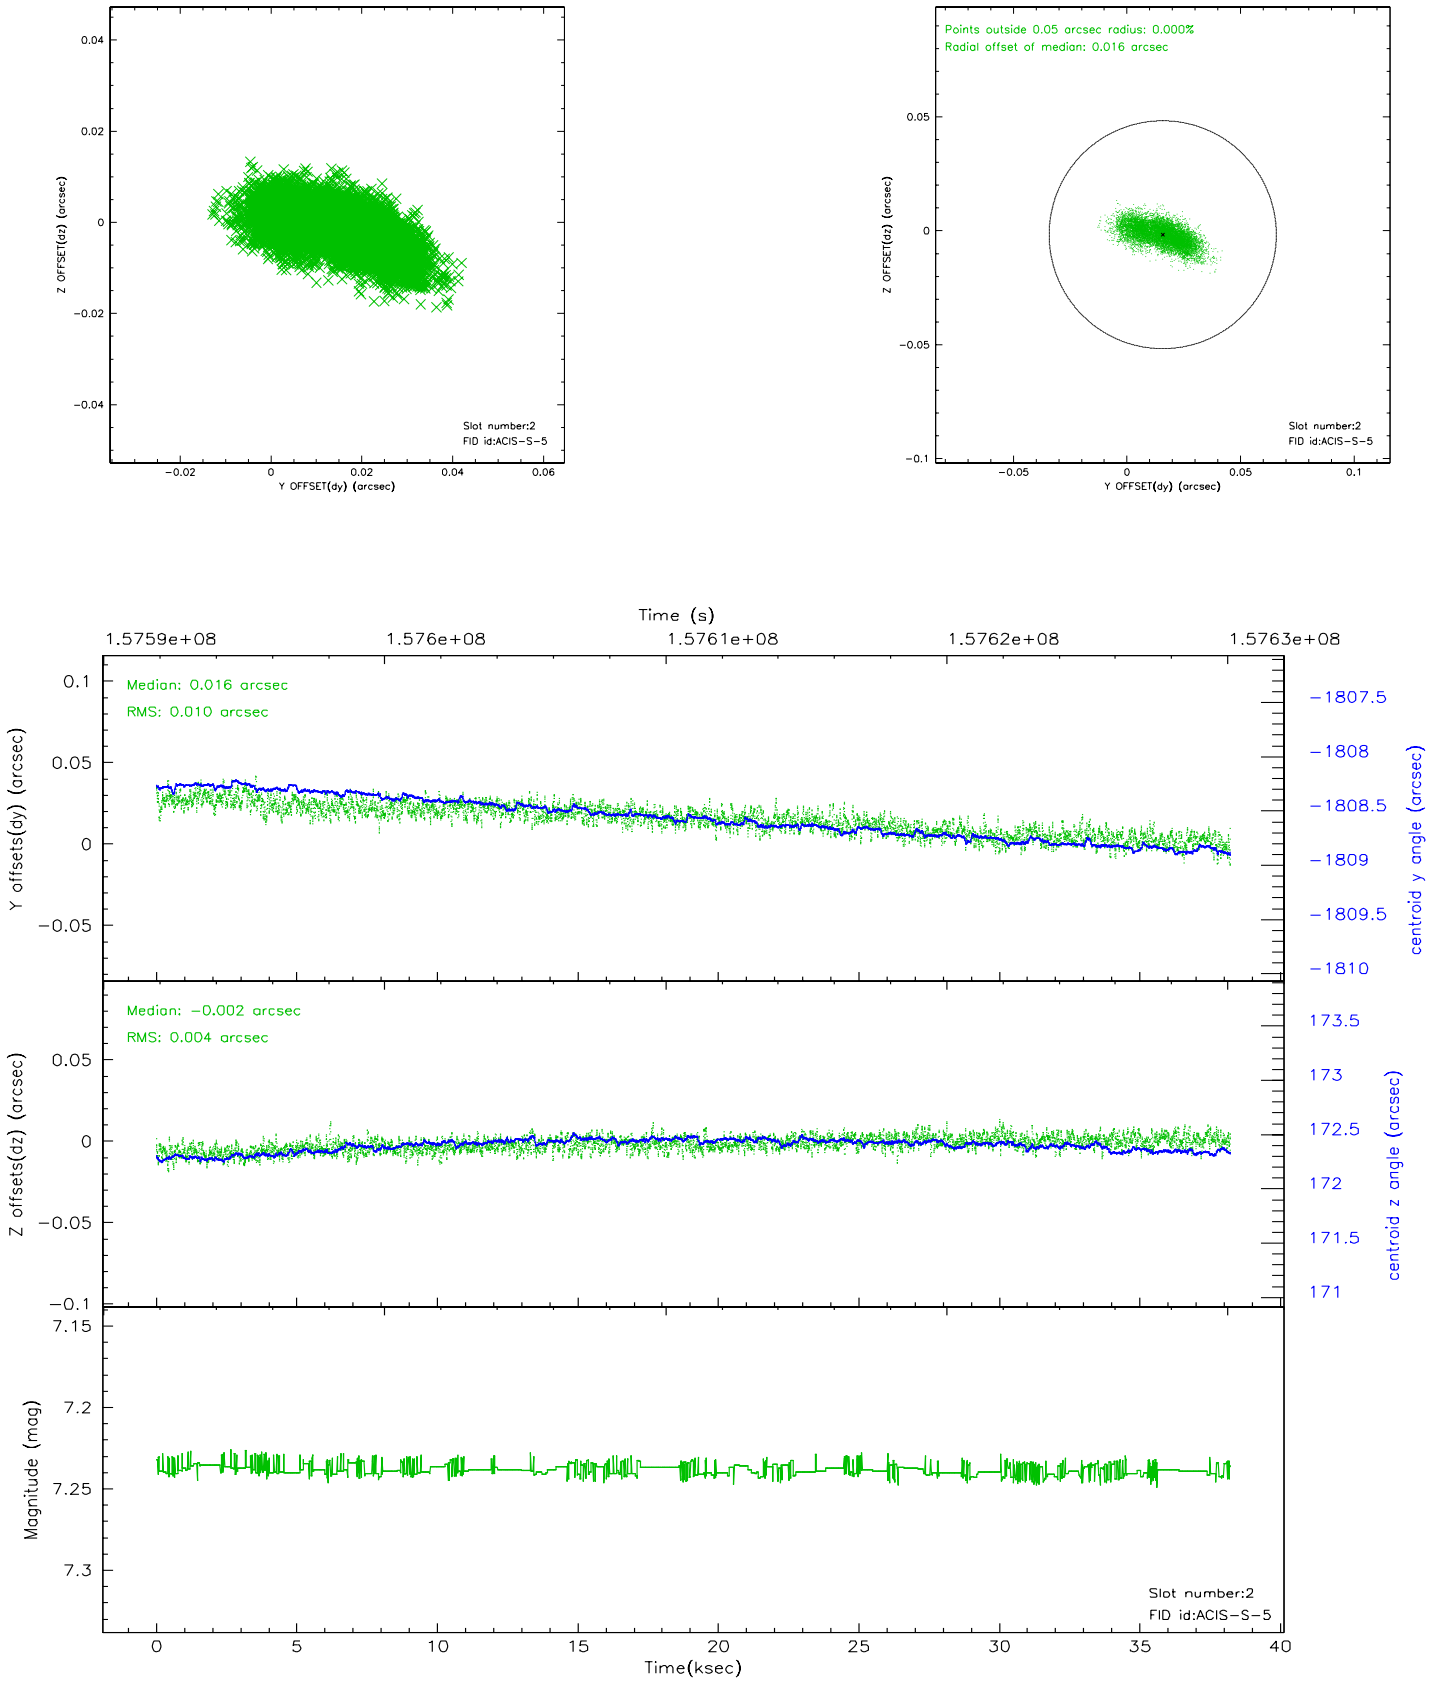 0.04
0.02
0
−0.02
−0.04
Z OFFSET(dz) (arcsec)
Slot number:2
FID id:ACIS−S−5
−0.02 0 0.02 0.04 0.06
Y OFFSET(dy) (arcsec)
Points outside 0.05 arcsec radius: 0.000%
Radial offset of median: 0.016 arcsec
0.05
0
−0.05
−0.1
Z OFFSET(dz) (arcsec)
Slot number:2
FID id:ACIS−S−5
−0.05 0 0.05 0.1
Y OFFSET(dy) (arcsec)
Time (s)
1.5759e+08 1.576e+08 1.5761e+08 1.5762e+08 1.5763e+08
Median: 0.016 arcsec
RMS: 0.010 arcsec
0.1
0.05
0
−0.05
Y offsets(dy) (arcsec)
−1807.5
−1808
−1808.5
−1809
−1809.5
−1810
centroid y angle (arcsec)
Median: −0.002 arcsec
RMS: 0.004 arcsec
0.05
0
−0.05
−0.1
Z offsets(dz) (arcsec)
173.5
173
172.5
172
171.5
171
centroid z angle (arcsec)
7.15
7.2
7.25
7.3
Magnitude (mag)
Slot number:2
FID id:ACIS−S−5
0 5 10 15 20 25 30 35 40
Time(ksec)